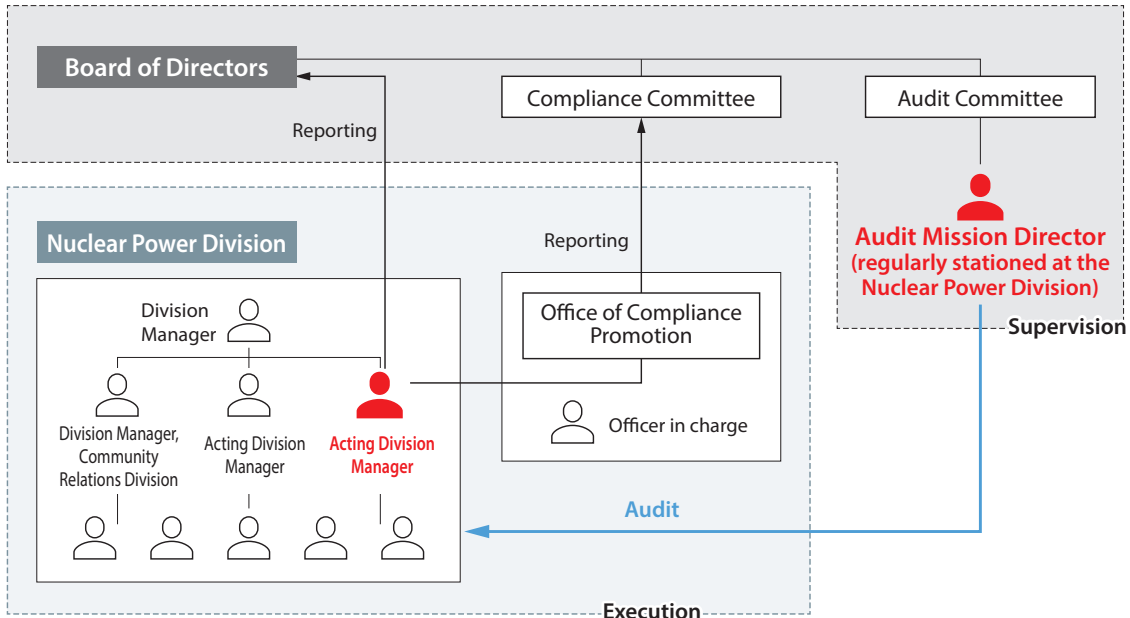 Board of Directors
Compliance Committee
Audit Committee
Reporting
Audit Mission Director
(regularly stationed at the
Nuclear Power Division)
Supervision
Nuclear Power Division
Reporting
Division
Manager
Office of Compliance
Promotion
Officer in charge
Division Manager,
Community
Relations Division
Acting Division
Manager
Acting Division
Manager
Audit
Execution